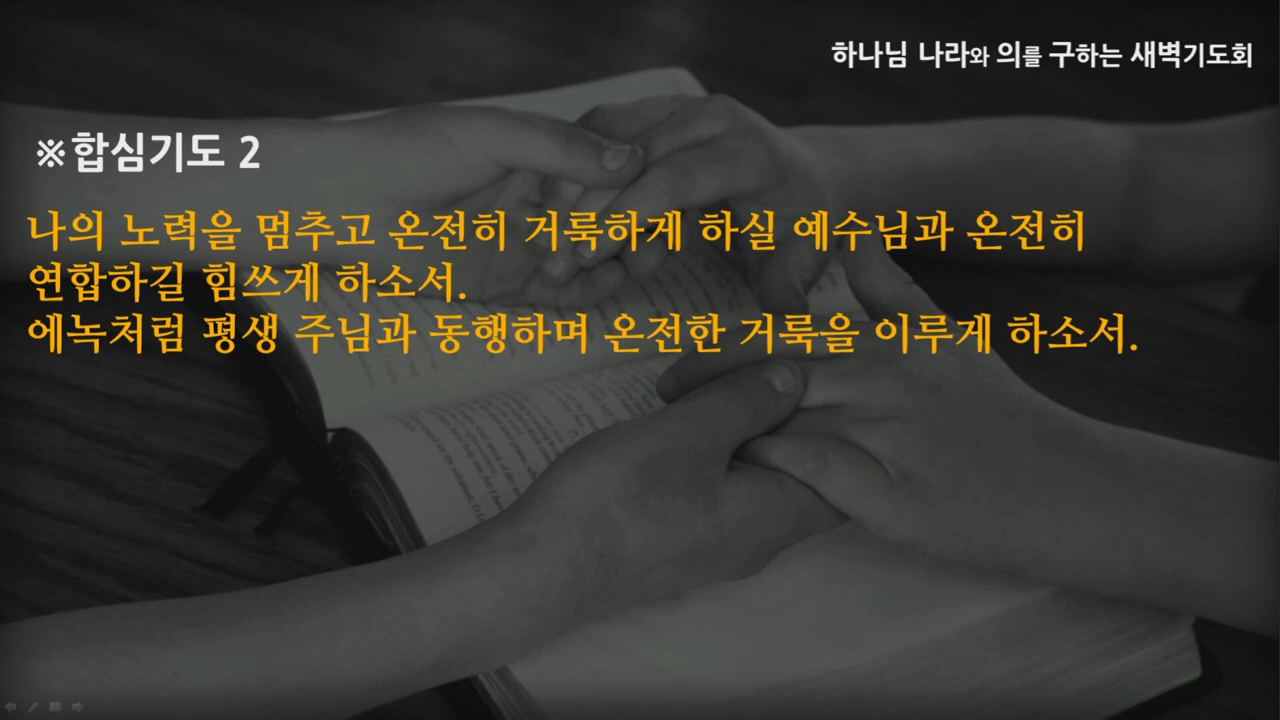 하나님 나라와 의를 구하는 새벽기도회
※합심기도 2
나의 노력을 멈추고 온전히 거룩하게 하실 예수님과 온전히
연합하길 힘쓰게 하소서.
에녹처럼 평생 주님과 동행하며 온전한 거룩을 이루게 하소서.